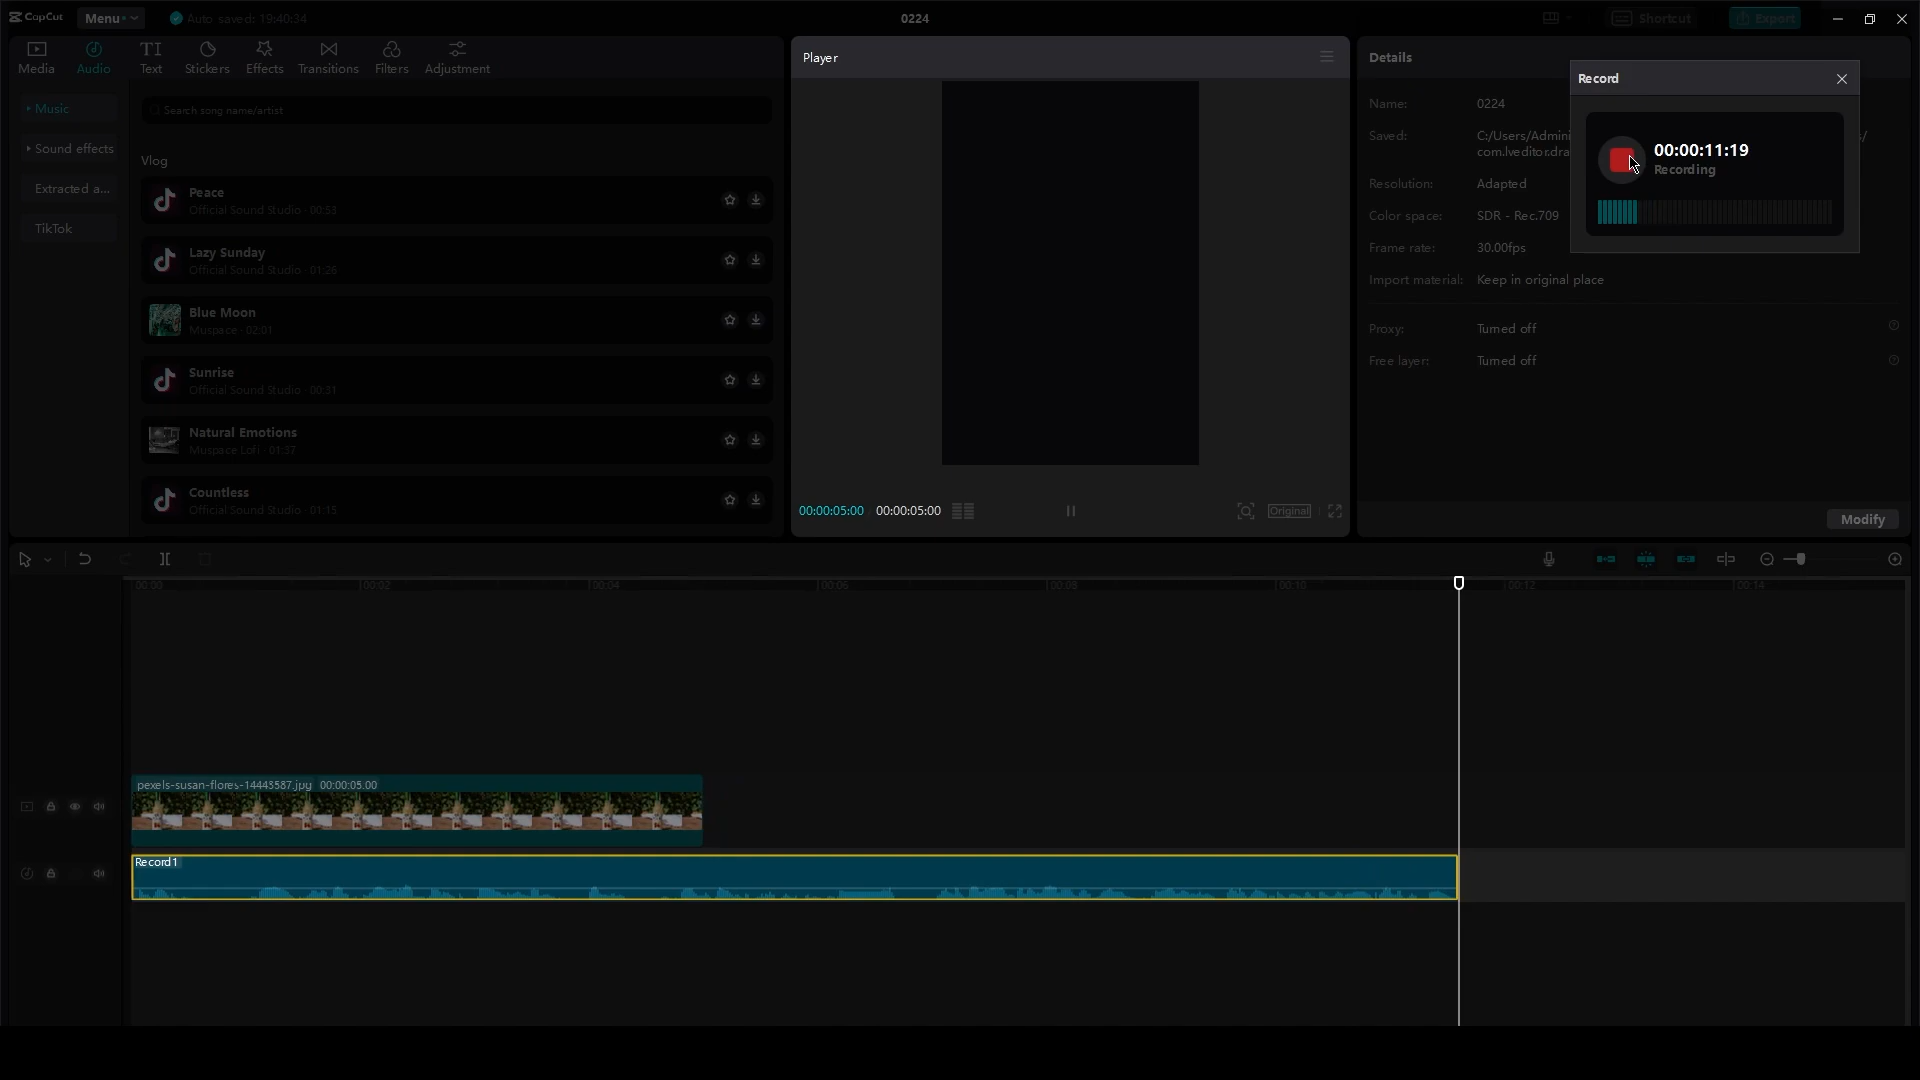 CapCut
Menu
Auto saved: 19:40:34
0224
Shortcut
Export
Media
Audio
Text
Stickers
Effects
Transitions
Filters
Adjustment
Music
Sound effects
Extracted a...
TikTok
Search song name/artist
Vlog
Peace
Official Sound Studio · 00:53
Lazy Sunday
Official Sound Studio · 01:26
Blue Moon
Muspace · 02:01
Sunrise
Official Sound Studio · 00:31
Natural Emotions
Muspace Lofi · 01:37
Countless
Official Sound Studio · 01:15
Player
00:00:05:00
00:00:05:00
Original
Details
Name: 0224
Saved: C:/Users/Admini
/
com.lveditor.dra
Resolution: Adapted
Color space: SDR - Rec.709
Frame rate: 30.00fps
Import material: Keep in original place
Proxy: Turned off
Free layer: Turned off
Modify
Record
00:00:11:19
Recording
00:00
00:02
00:04
00:06
00:08
00:10
00:12
00:14
pexels-susan-flores-14448587.jpg 00:00:05:00
Record1